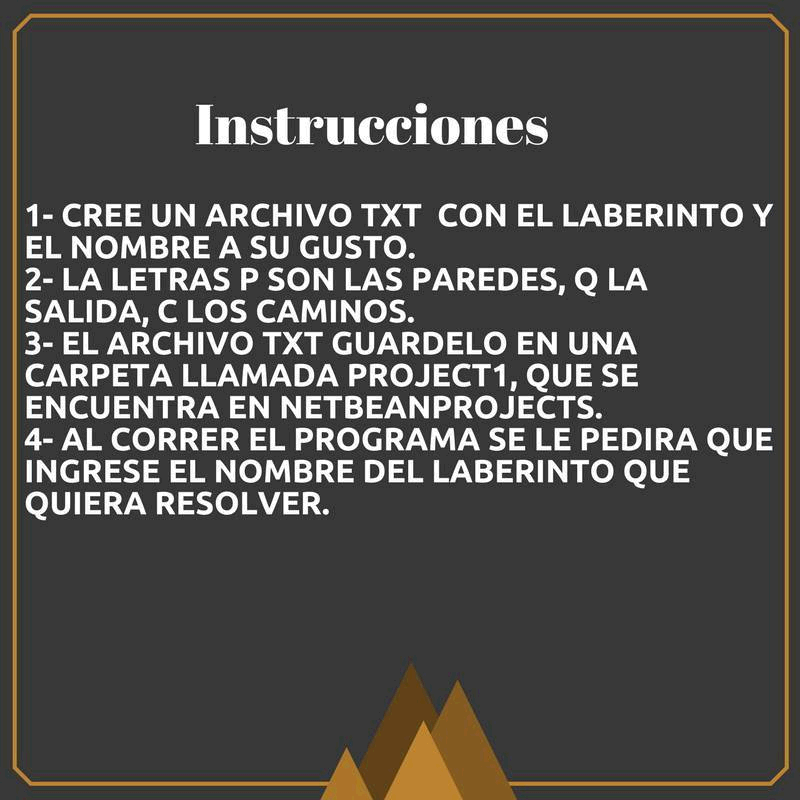 Instrucciones
1- CREE UN ARCHIVO TXT  CON EL LABERINTO Y
EL NOMBRE A SU GUSTO.
2- LA LETRAS P SON LAS PAREDES, Q LA
SALIDA, C LOS CAMINOS.
3- EL ARCHIVO TXT GUARDELO EN UNA
CARPETA LLAMADA PROJECT1, QUE SE
ENCUENTRA EN NETBEANPROJECTS.
4- AL CORRER EL PROGRAMA SE LE PEDIRA QUE
INGRESE EL NOMBRE DEL LABERINTO QUE
QUIERA RESOLVER.